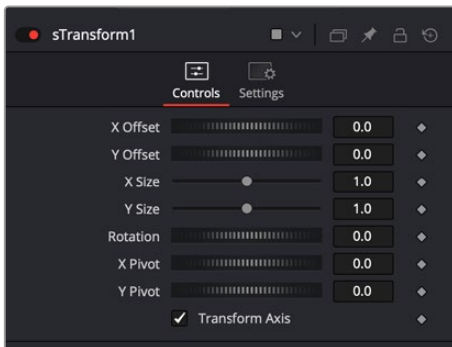 sTransform1
Controls Settings
X Offset 0.0
Y Offset 0.0
X Size 1.0
Y Size 1.0
Rotation 0.0
X Pivot 0.0
Y Pivot 0.0
Transform Axis